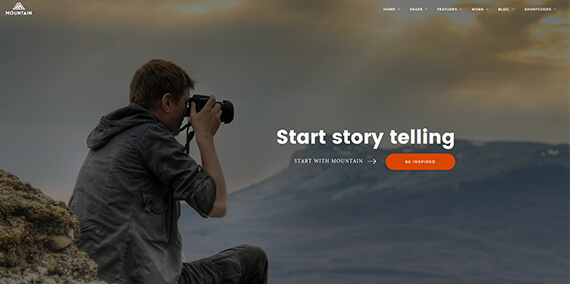 MOUNTAIN
HOME PAGES FEATURES WORK BLOG SHORTCODES
Start story telling
START WITH MOUNTAIN
BE INSPIRED